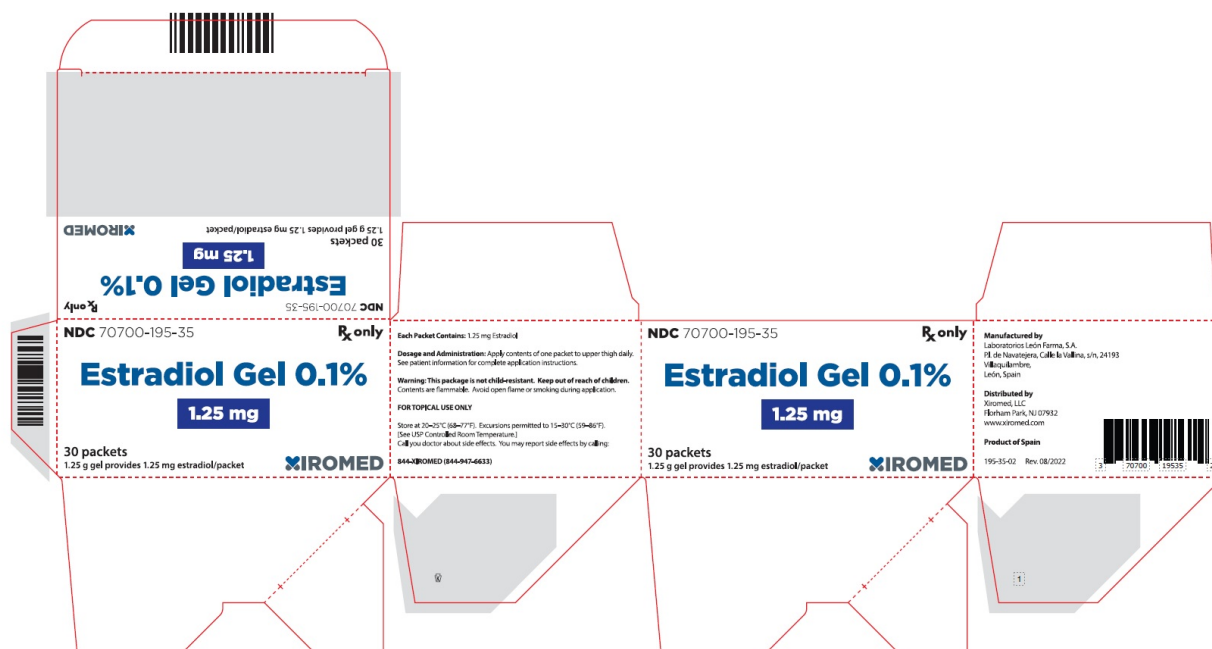 XIROMED
1.25 g gel provides 1.25 mg estradiol/packet
30 packets
1.25 mg
Estradiol Gel 0.1%
Rx only
NDC 70700-195-35
NDC 70700-195-35
Rx only
Estradiol Gel 0.1%
1.25 mg
30 packets
1.25 g gel provides 1.25 mg estradiol/packet
XIROMED
Each Packet Contains: 1.25 mg Estradiol
Dosage and Administration: Apply contents of one packet to upper thigh daily.
See patient information for complete application instructions.
Warning: This package is not child-resistant. Keep out of reach of children.
Contents are flammable. Avoid open flame or smoking during application.
FOR TOPICAL USE ONLY
Store at 20–25°C (68–77°F). Excursions permitted to 15–30°C (59–86°F).
[See USP Controlled Room Temperature.]
Call you doctor about side effects. You may report side effects by calling:
844-XIROMED (844-947-6633)
NDC 70700-195-35
Rx only
Estradiol Gel 0.1%
1.25 mg
30 packets
1.25 g gel provides 1.25 mg estradiol/packet
XIROMED
Manufactured by
Laboratorios León Farma, S.A.
P.I. de Navatejera, Calle la Vallina, s/n, 24193
Villaquilambre,
León, Spain
Distributed by
Xiromed, LLC
Florham Park, NJ 07932
www.xiromed.com
Product of Spain
195-35-02 Rev. 08/2022
3 70700 19535
1